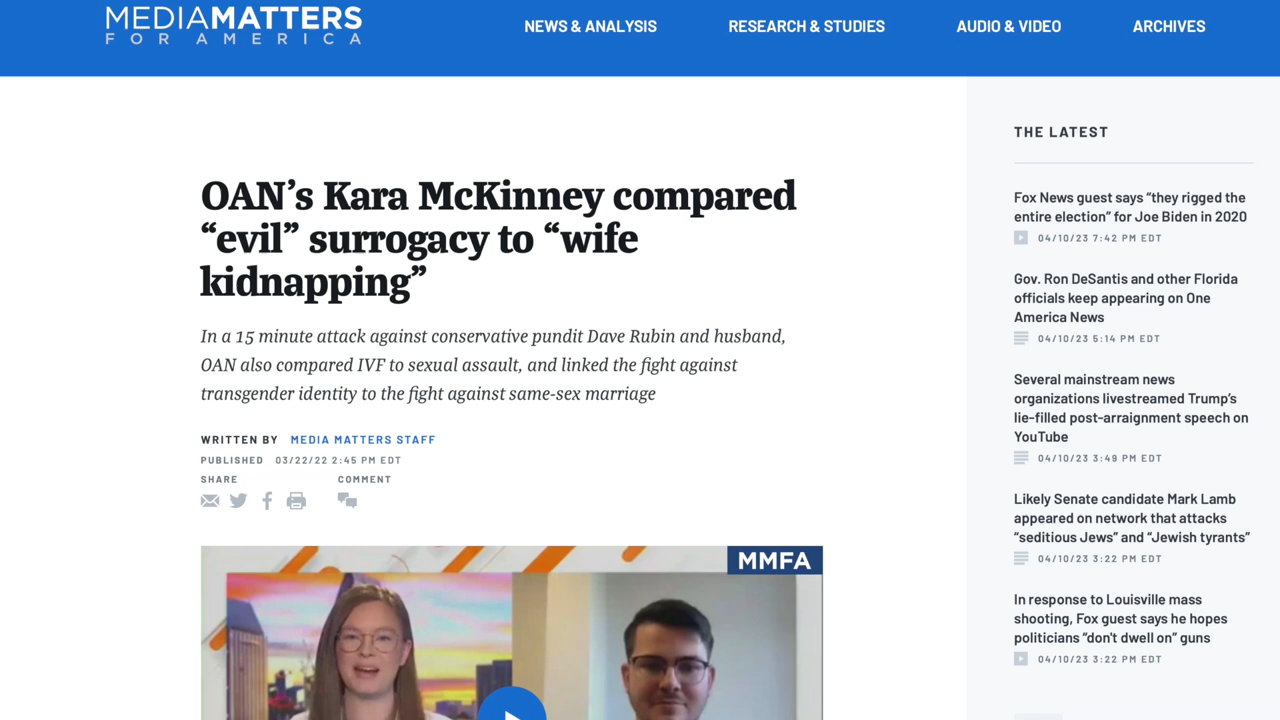 MEDIAMATTERS
FOR AMERICA
NEWS & ANALYSIS
RESEARCH & STUDIES
AUDIO & VIDEO
ARCHIVES
OAN’s Kara McKinney compared
“evil” surrogacy to “wife
kidnapping”
In a 15 minute attack against conservative pundit Dave Rubin and husband,
OAN also compared IVF to sexual assault, and linked the fight against
transgender identity to the fight against same-sex marriage
WRITTEN BY MEDIA MATTERS STAFF
PUBLISHED 03/22/22 2:45 PM EDT
SHARE
COMMENT
MMFA
THE LATEST
Fox News guest says “they rigged the
entire election” for Joe Biden in 2020
04/10/23 7:42 PM EDT
Gov. Ron DeSantis and other Florida
officials keep appearing on One
America News
04/10/23 5:14 PM EDT
Several mainstream news
organizations livestreamed Trump’s
lie-filled post-arraignment speech on
YouTube
04/10/23 3:49 PM EDT
Likely Senate candidate Mark Lamb
appeared on network that attacks
“seditious Jews” and “Jewish tyrants”
04/10/23 3:22 PM EDT
In response to Louisville mass
shooting, Fox guest says he hopes
politicians “don't dwell on” guns
04/10/23 3:22 PM EDT